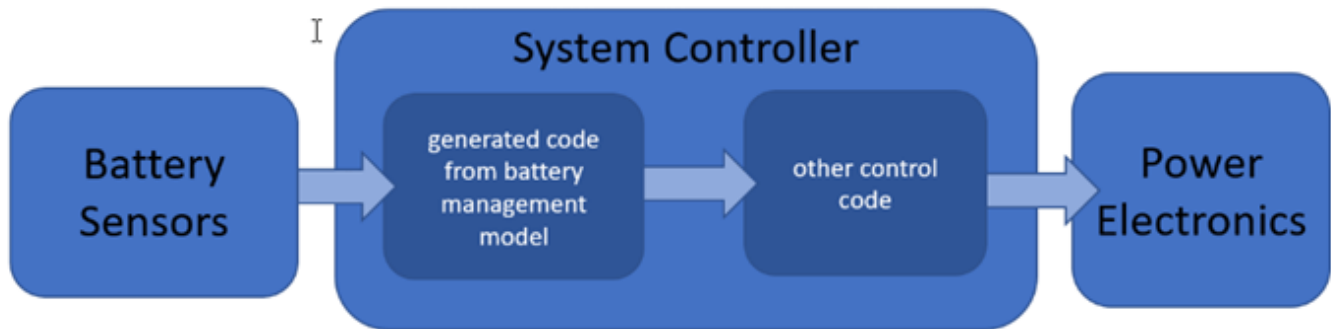 System Controller
Battery
Sensors
generated code
from battery
management
model
other control
code
Power
Electronics